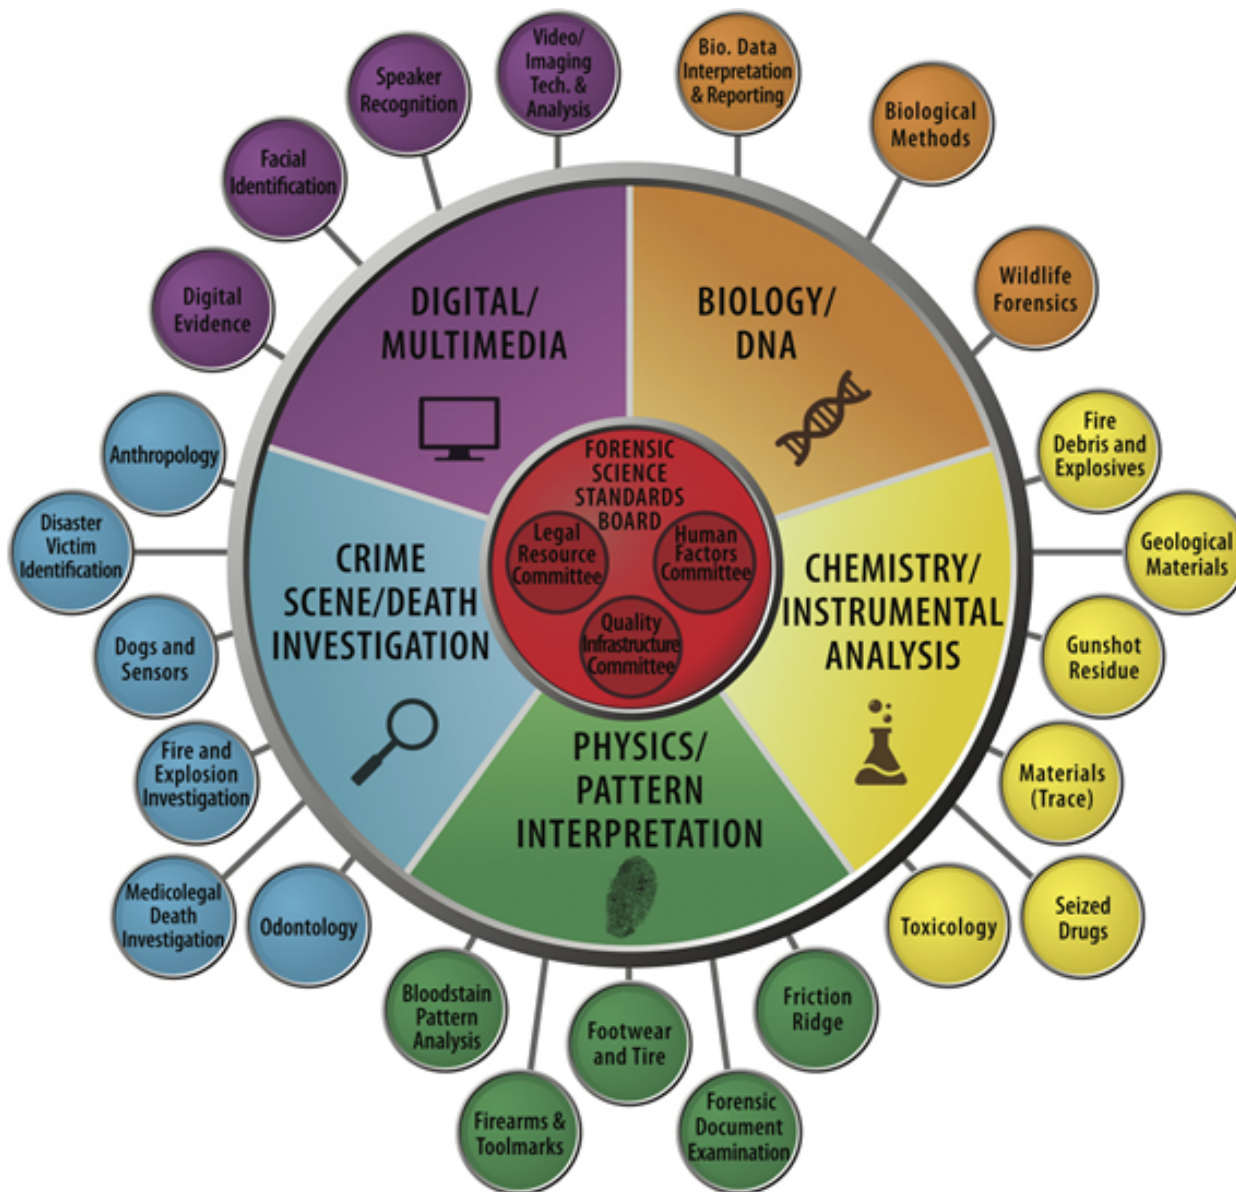 Video/
Imaging
Tech. &
Analysis
Bio. Data
Interpretation
& Reporting
Speaker
Recognition
Biological
Methods
Facial
Identification
Wildlife
Forensics
Digital
Evidence
DIGITAL/
MULTIMEDIA
BIOLOGY/
DNA
Anthropology
Fire
Debris and
Explosives
FORENSIC
SCIENCE
STANDARDS
BOARD
Legal
Resource
Committee
Human
Factors
Committee
Quality
Infrastructure
Committee
Disaster
Victim
Identification
Geological
Materials
CRIME
SCENE/DEATH
INVESTIGATION
CHEMISTRY/
INSTRUMENTAL
ANALYSIS
Dogs and
Sensors
Gunshot
Residue
Fire and
Explosion
Investigation
PHYSICS/
PATTERN
INTERPRETATION
Materials
(Trace)
Medicolegal
Death
Investigation
Odontology
Toxicology
Seized
Drugs
Bloodstain
Pattern
Analysis
Friction
Ridge
Footwear
and Tire
Firearms &
Toolmarks
Forensic
Document
Examination